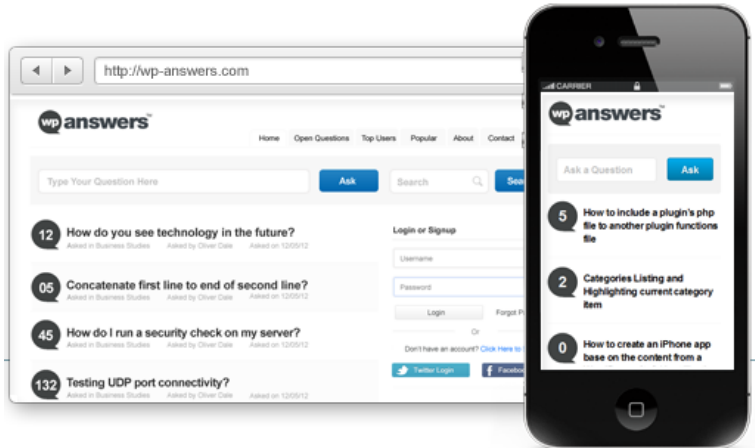 http://wp-answers.com
wp answers™
Home Open Questions Top Users Popular About Contact
Type Your Question Here Ask Search Sea
12 How do you see technology in the future?
Asked in Business Studies Asked by Oliver Dale Asked on 12/05/12
05 Concatenate first line to end of second line?
Asked in Business Studies Asked by Oliver Dale Asked on 12/05/12
45 How do I run a security check on my server?
Asked in Business Studies Asked by Oliver Dale Asked on 12/05/12
132 Testing UDP port connectivity?
Asked in Business Studies Asked by Oliver Dale Asked on 12/05/12
Login or Signup
Username
Password
Login Forgot P
Or
Don't have an account? Click Here to
Twitter Login f Facebo
CARRIER
wp answers™
Ask a Question Ask
5 How to include a plugin's php
file to another plugin functions
file
2 Categories Listing and
Highlighting current category
item
0 How to create an iPhone app
base on the content from a